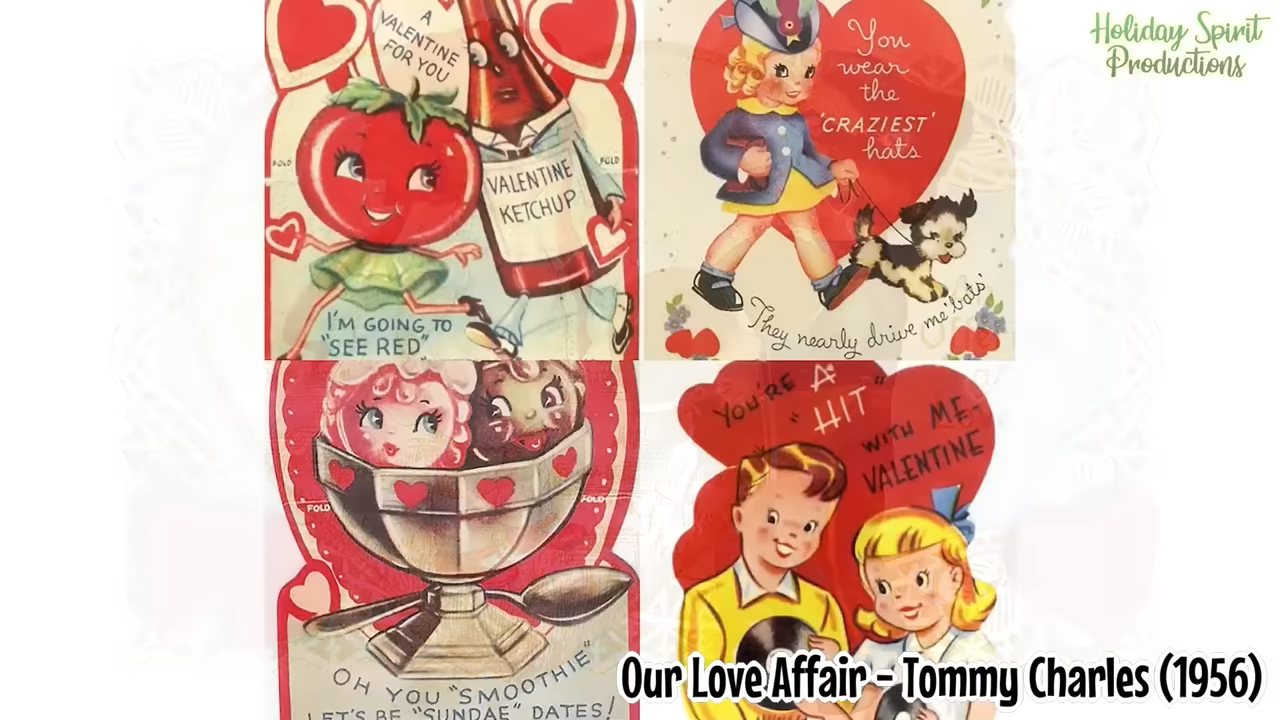 Holiday Spirit
Productions
A
VALENTINE
FOR YOU
FOLD
FOLD
VALENTINE
KETCHUP
I'M GOING TO
"SEE RED"
You
wear
the
'CRAZIEST'
hats
They nearly drive me 'bats'
FOLD
FOLD
OH YOU "SMOOTHIE"
LET'S BE "SUNDAE" DATES!
YOU'RE A
"HIT"
WITH ME-
VALENTINE
Our Love Affair - Tommy Charles (1956)